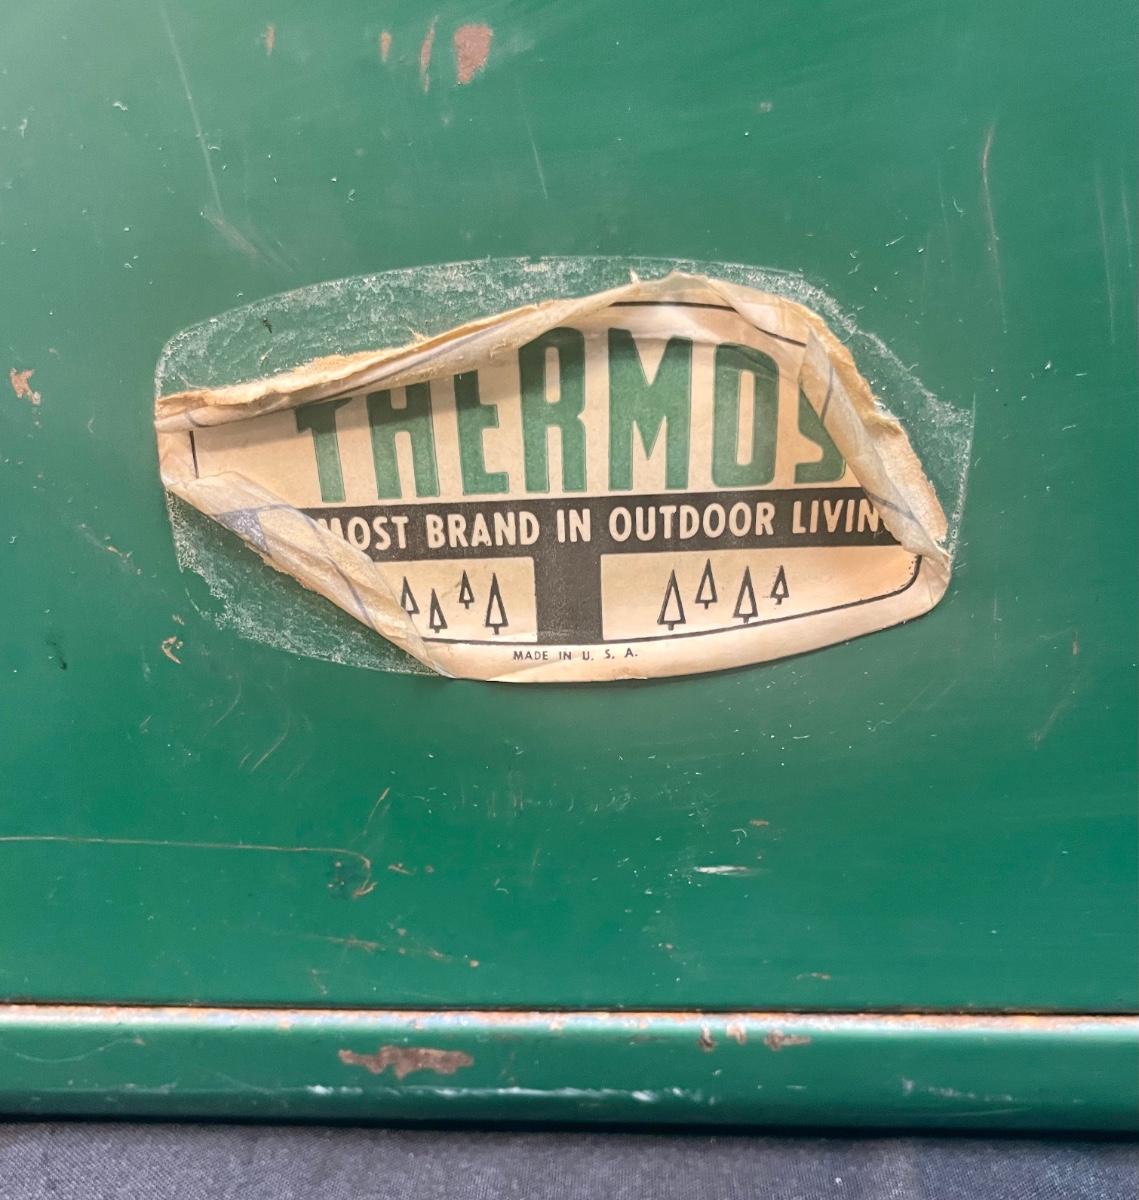 THERMOS
MOST BRAND IN OUTDOOR LIVIN
MADE IN U. S. A.